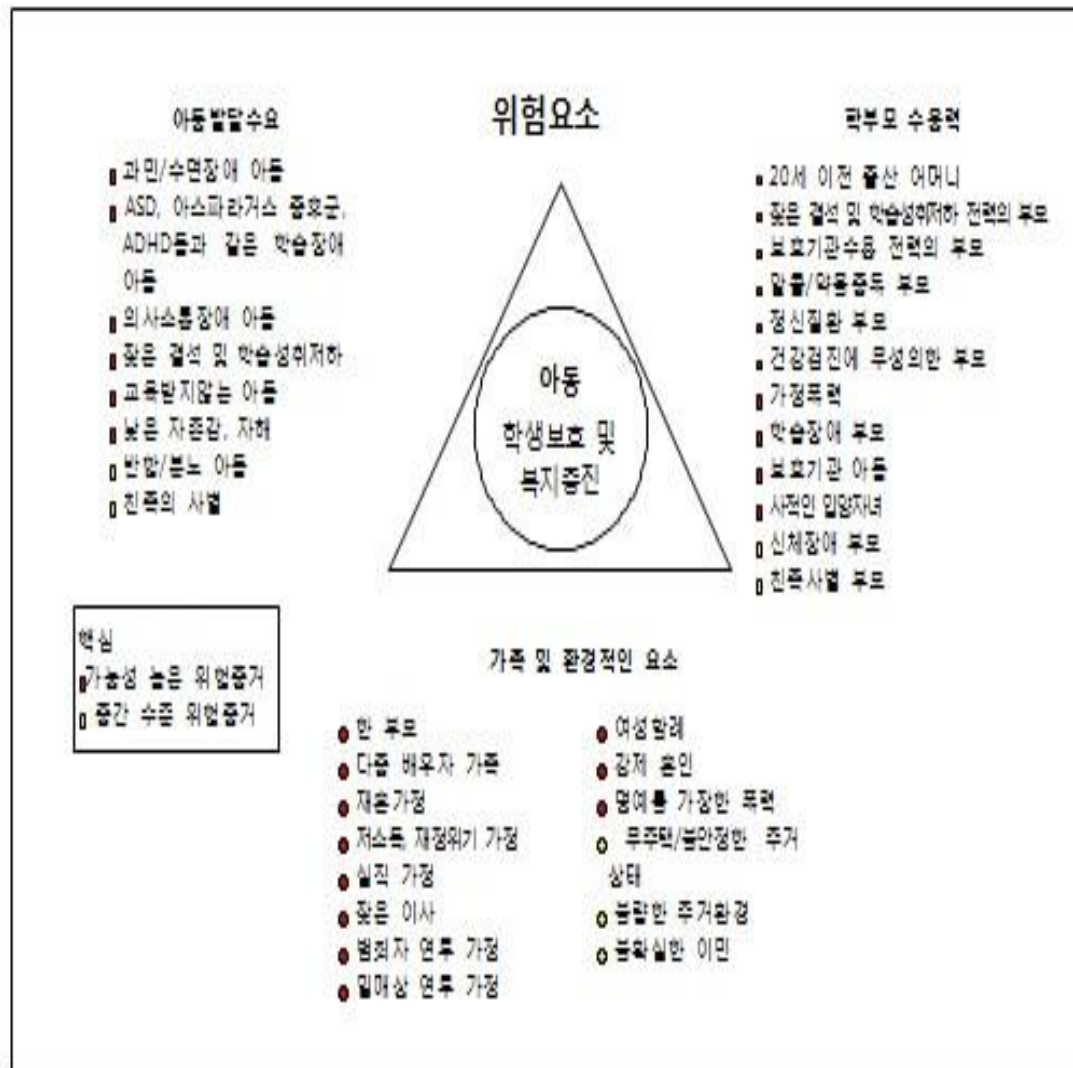 위험요소
아동발달수요
과민/수면장애 아동
ASD, 아스파라거스 증후군,
ADHD등과 같은 학습장애
아동
의사소통장애 아동
잦은 결석 및 학습성취저하
교육받지않는 아동
낮은 자존감, 자해
반항/분노 아동
친족의 사별
학부모 수용력
20세 이전 출산 어머니
잦은 결석 및 학습성취저하 전력의 부모
보호기관수용 전력의 부모
알콜/약물중독 부모
정신질환 부모
건강검진에 무성의한 부모
가정폭력
학습장애 부모
보호기관 아동
사적인 입양자녀
신체장애 부모
친족사별 부모
아동
학생보호 및
복지증진
핵심
가능성 높은 위험증거
중간 수준 위험증거
가족 및 환경적인 요소
한 부모
다중 배우자 가족
재혼가정
저소득, 재정위기 가정
실직 가정
잦은 이사
범죄자 연루 가정
밀매상 연루 가정
여성할례
강제 혼인
명예를 가장한 폭력
무주택/불안정한 주거
상태
불량한 주거환경
불확실한 이민